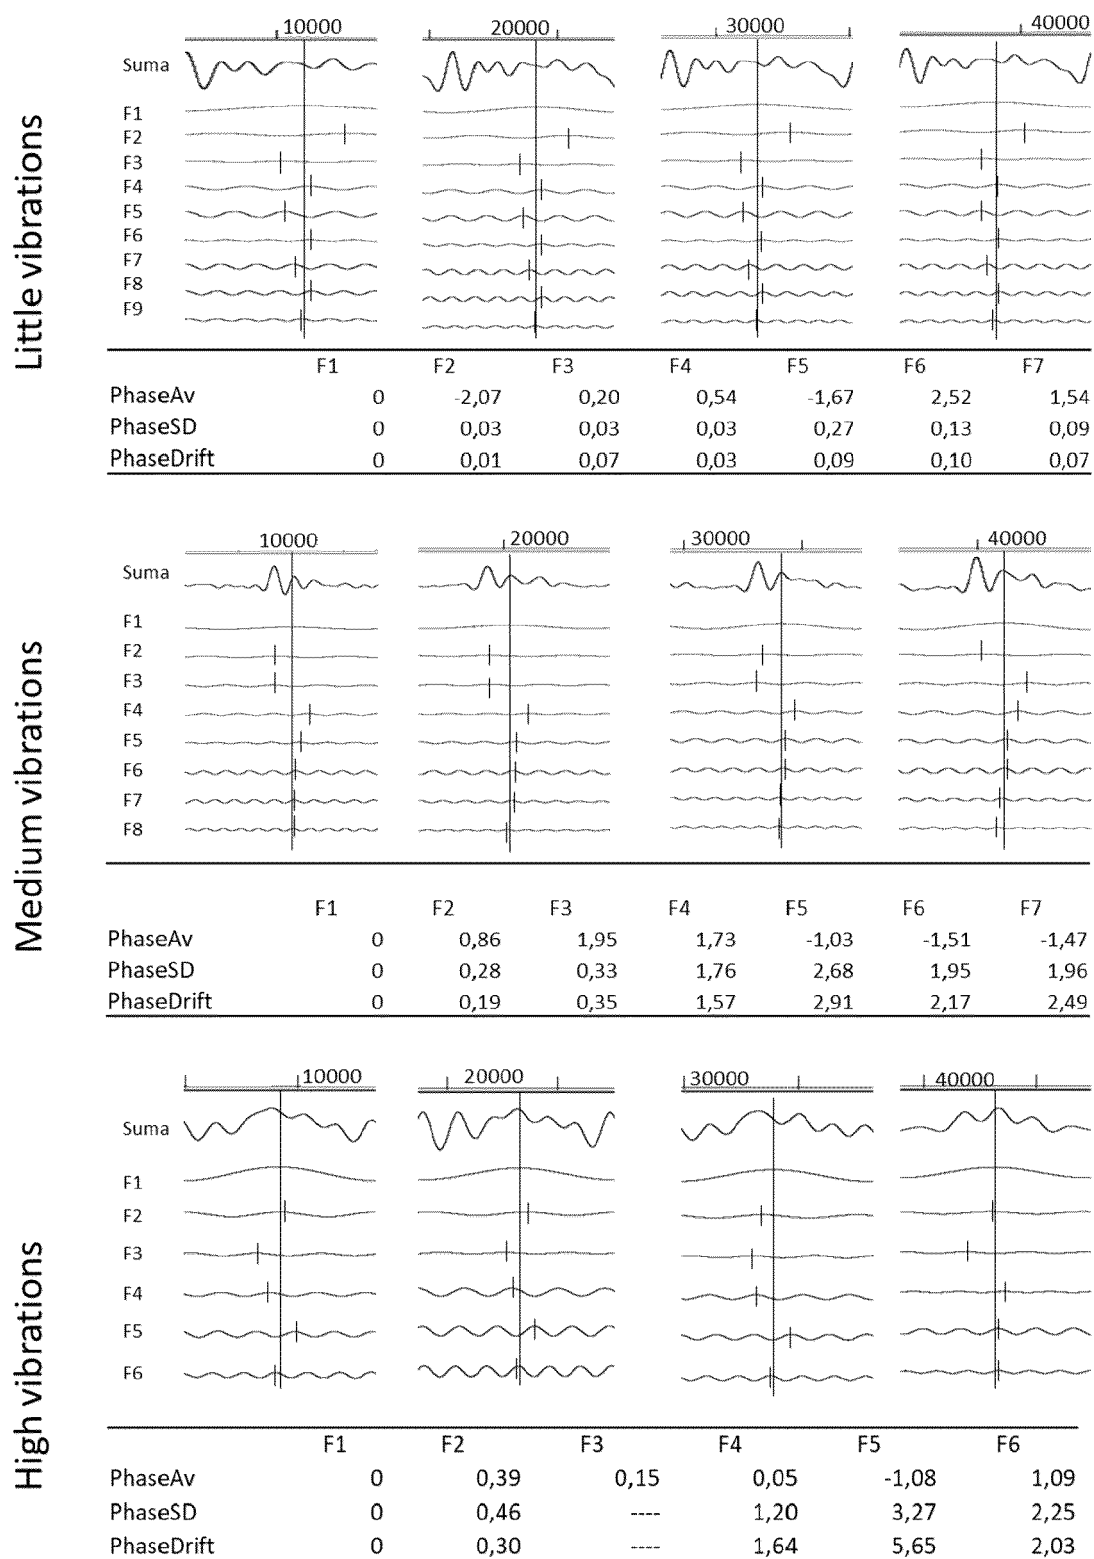 Little vibrations
10000 20000 30000 40000
Suma
F1
F2
F3
F4
F5
F6
F7
F8
F9
F1 F2 F3 F4 F5 F6 F7
PhaseAv 0 -2,07 0,20 0,54 -1,67 2,52 1,54
PhaseSD 0 0,03 0,03 0,03 0,27 0,13 0,09
PhaseDrift 0 0,01 0,07 0,03 0,09 0,10 0,07
Medium vibrations
10000 20000 30000 40000
Suma
F1
F2
F3
F4
F5
F6
F7
F8
F1 F2 F3 F4 F5 F6 F7
PhaseAv 0 0,86 1,95 1,73 -1,03 -1,51 -1,47
PhaseSD 0 0,28 0,33 1,76 2,68 1,95 1,96
PhaseDrift 0 0,19 0,35 1,57 2,91 2,17 2,49
High vibrations
10000 20000 30000 40000
Suma
F1
F2
F3
F4
F5
F6
F1 F2 F3 F4 F5 F6
PhaseAv 0 0,39 0,15 0,05 -1,08 1,09
PhaseSD 0 0,46 ---- 1,20 3,27 2,25
PhaseDrift 0 0,30 ---- 1,64 5,65 2,03